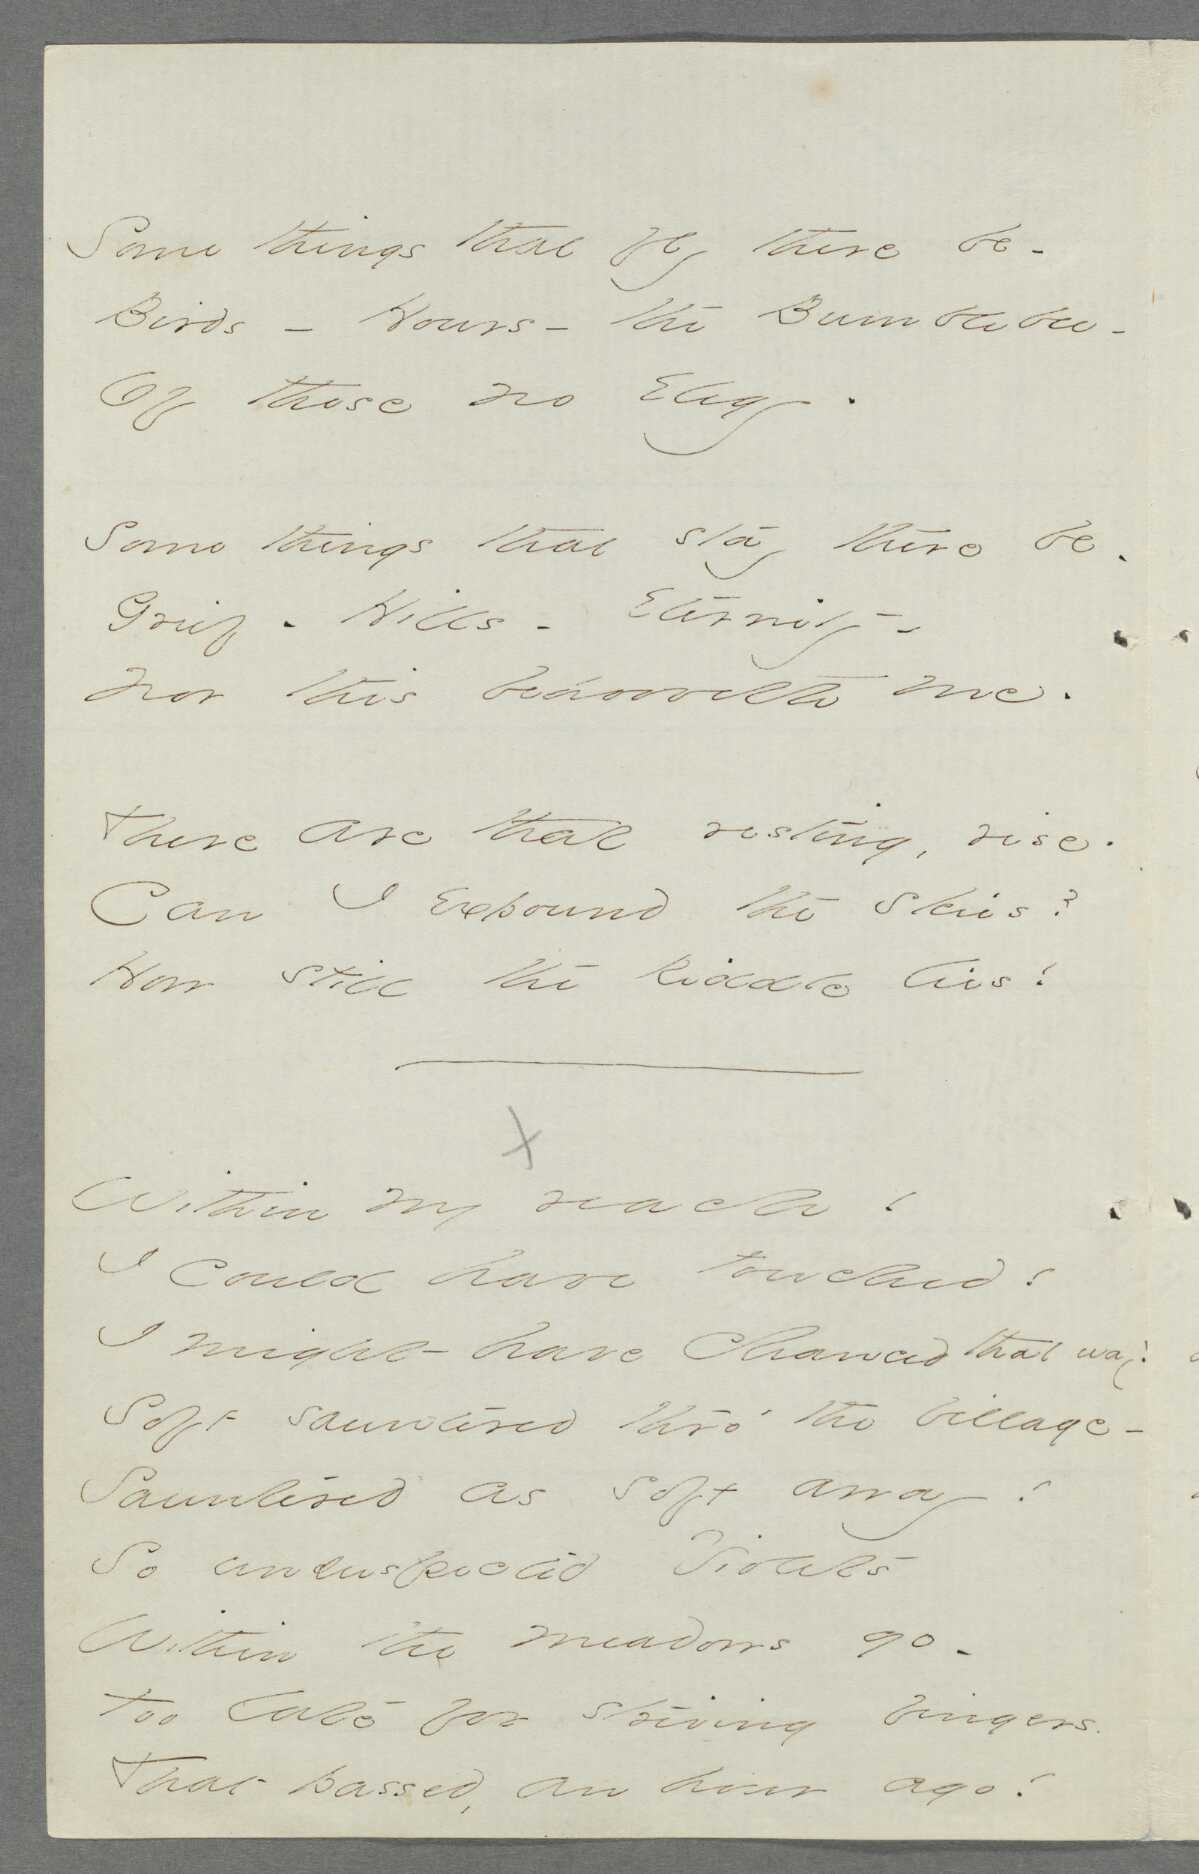 Some things that fly there be -
Birds - Hours - the Bumblebee -
Of these no Elegy.
Some things that stay there be.
Grief - Hills - Eternity -
Nor this behooveth me.
There are that resting, rise.
Can I expound the skies?
How still the Riddle lies!
X
Within my reach!
I could have touched!
I might have chanced that way!
Soft sauntered thro' the village -
Sauntered as soft away!
So unsuspected Violets
Within the meadows go -
Too late for striving fingers
That passed, an hour ago!